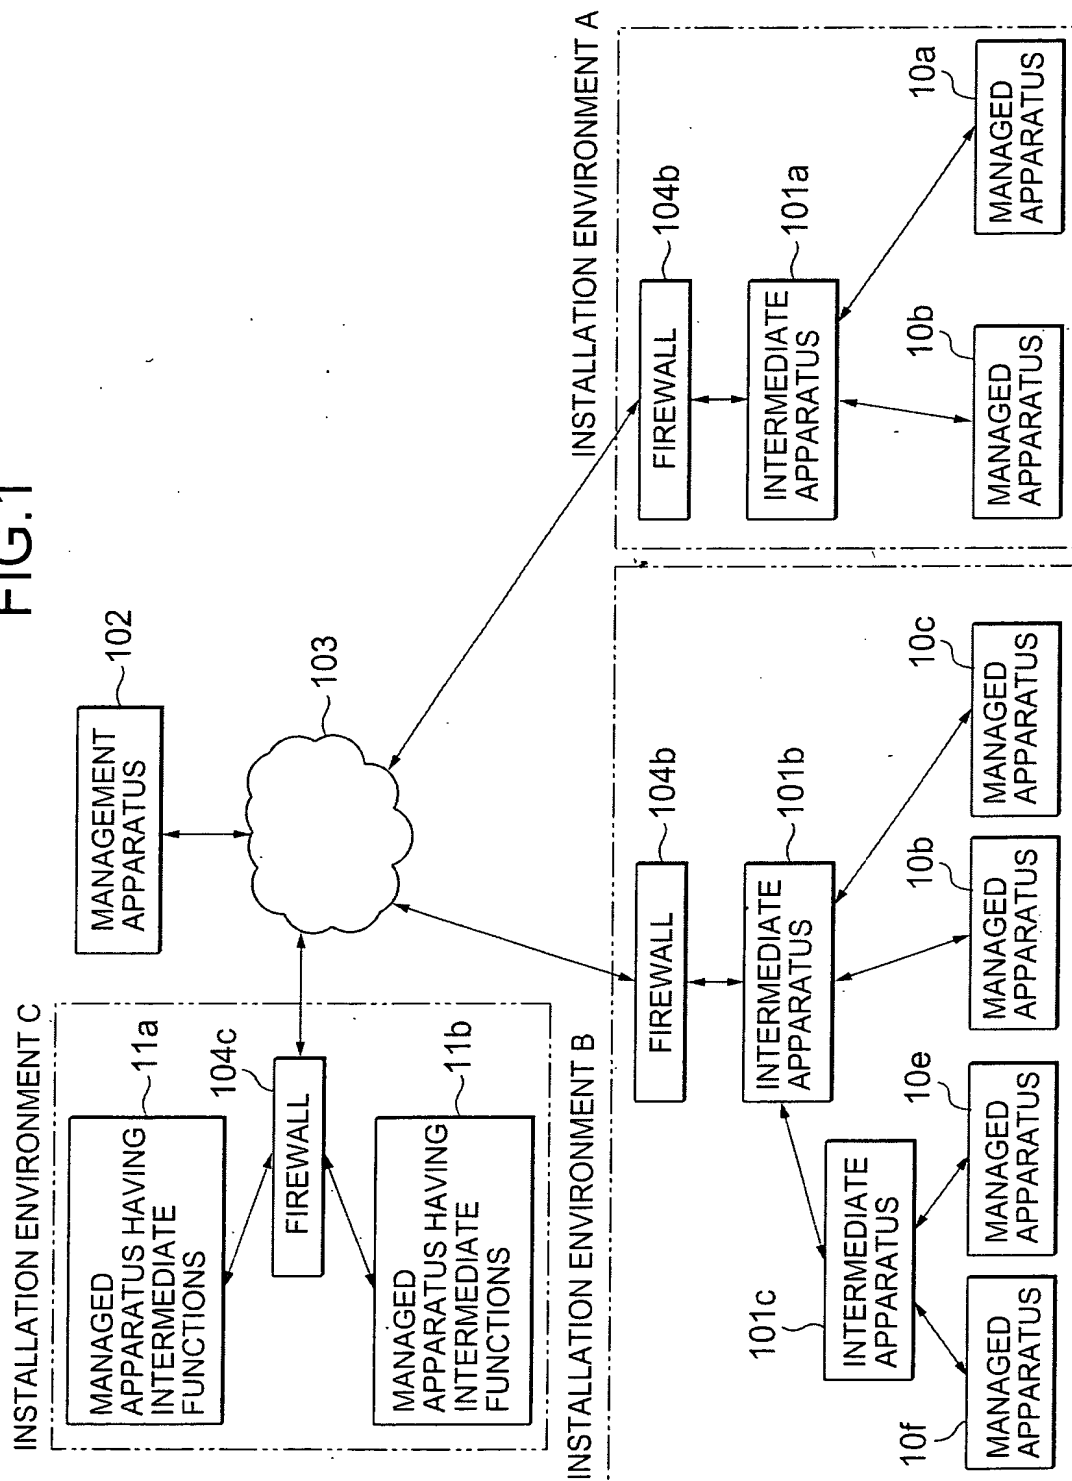 FIG.1
INSTALLATION ENVIRONMENT C
MANAGED
APPARATUS HAVING
INTERMEDIATE
FUNCTIONS
11a
104c
FIREWALL
MANAGED
APPARATUS HAVING
INTERMEDIATE
FUNCTIONS
11b
MANAGEMENT
APPARATUS
102
103
INSTALLATION ENVIRONMENT B
FIREWALL
104b
INTERMEDIATE
APPARATUS
101b
101c
INTERMEDIATE
APPARATUS
10f
MANAGED
APPARATUS
10e
MANAGED
APPARATUS
10b
MANAGED
APPARATUS
10c
MANAGED
APPARATUS
INSTALLATION ENVIRONMENT A
FIREWALL
104b
INTERMEDIATE
APPARATUS
101a
10b
MANAGED
APPARATUS
10a
MANAGED
APPARATUS